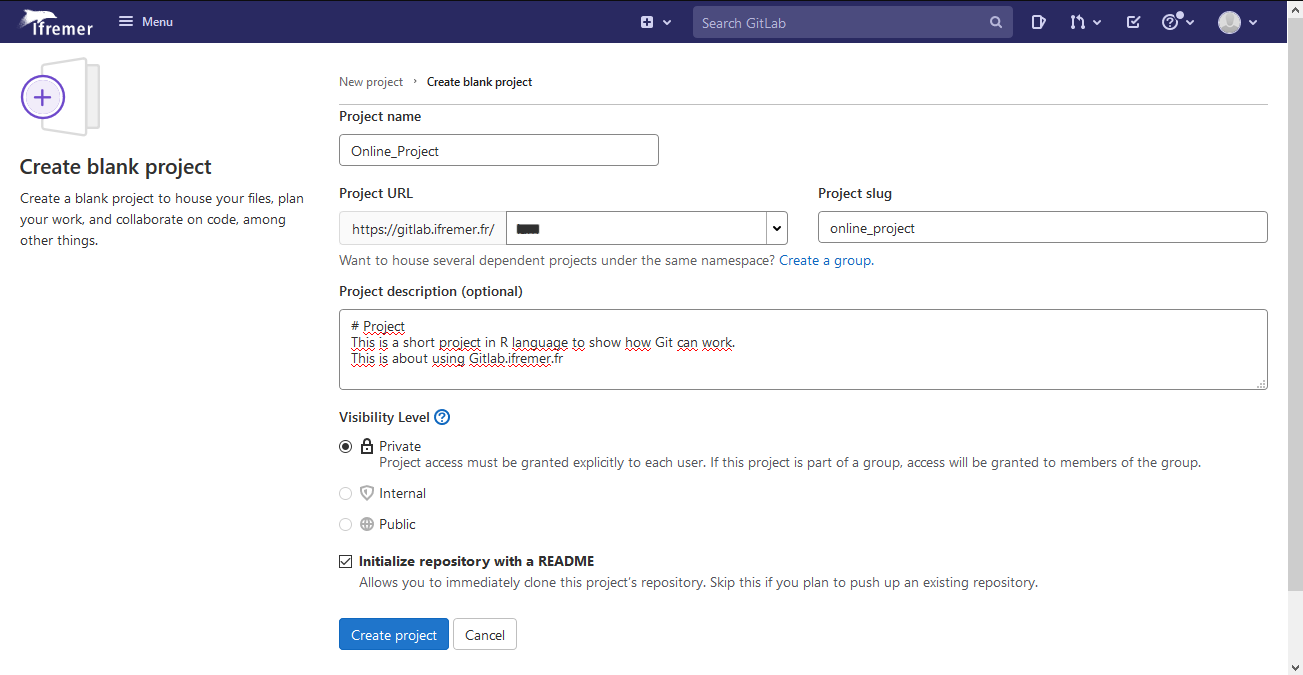 Ifremer
Menu
Search GitLab
Create blank project
Create a blank project to house your files, plan
your work, and collaborate on code, among
other things.
New project › Create blank project
Project name
Online_Project
Project URL
Project slug
https://gitlab.ifremer.fr/
online_project
Want to house several dependent projects under the same namespace? Create a group.
Project description (optional)
# Project
This is a short project in R language to show how Git can work.
This is about using Gitlab.ifremer.fr
Visibility Level
Private
Project access must be granted explicitly to each user. If this project is part of a group, access will be granted to members of the group.
Internal
Public
Initialize repository with a README
Allows you to immediately clone this project's repository. Skip this if you plan to push up an existing repository.
Create project
Cancel